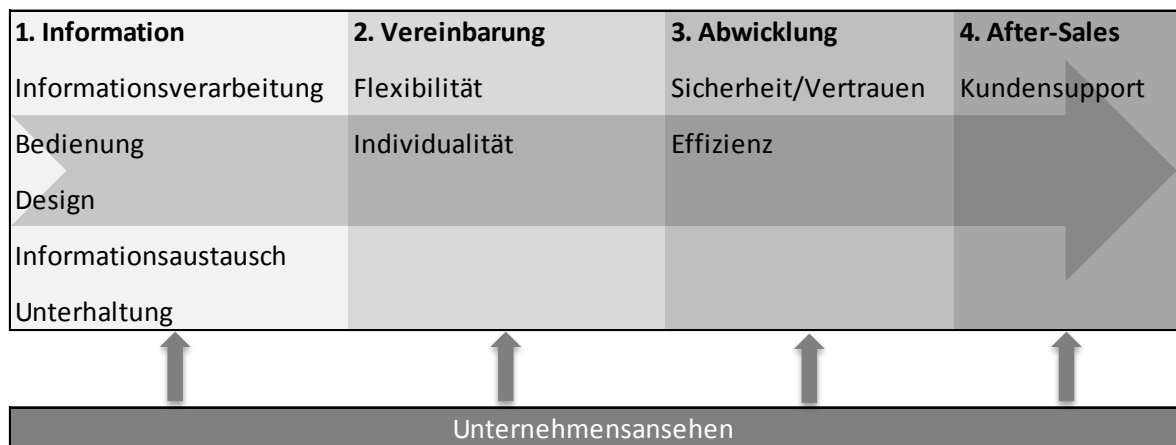 1. Information
Informationsverarbeitung
Bedienung
Design
Informationsaustausch
Unterhaltung
2. Vereinbarung
Flexibilität
Individualität
3. Abwicklung
Sicherheit/Vertrauen
Effizienz
4. After-Sales
Kundensupport
Unternehmensansehen